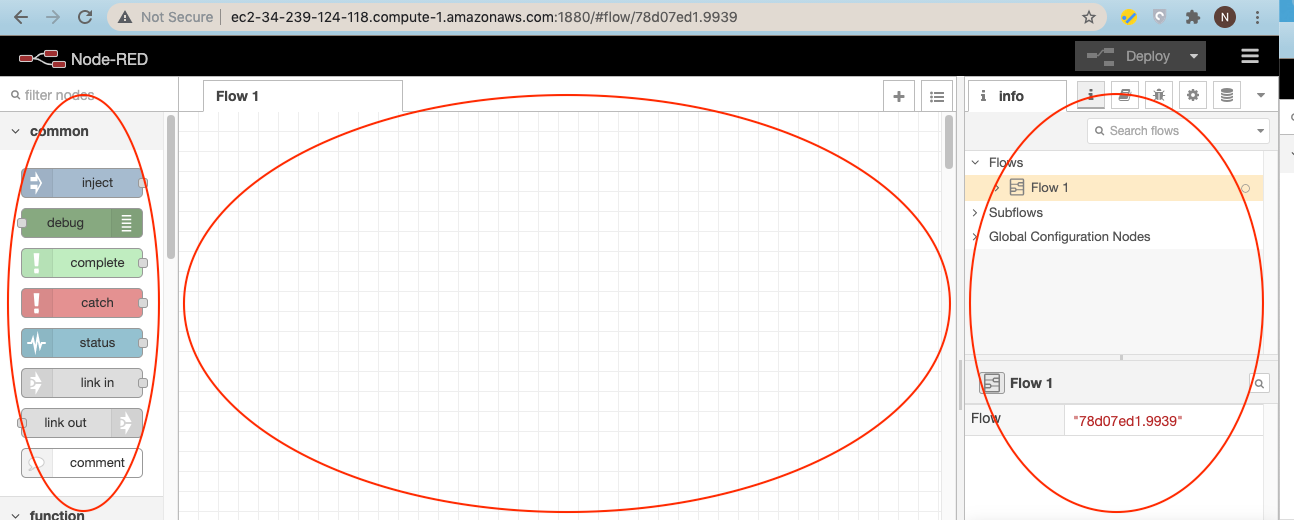 Not Secure ec2-34-239-124-118.compute-1.amazonaws.com:1880/#flow/78d07ed1.9939
N
Node-RED
Deploy
filter nodes
Flow 1
info
common
Search flows
Flows
inject
Flow 1
debug
Subflows
Global Configuration Nodes
complete
catch
status
link in
Flow 1
link out
Flow "78d07ed1.9939"
comment
function